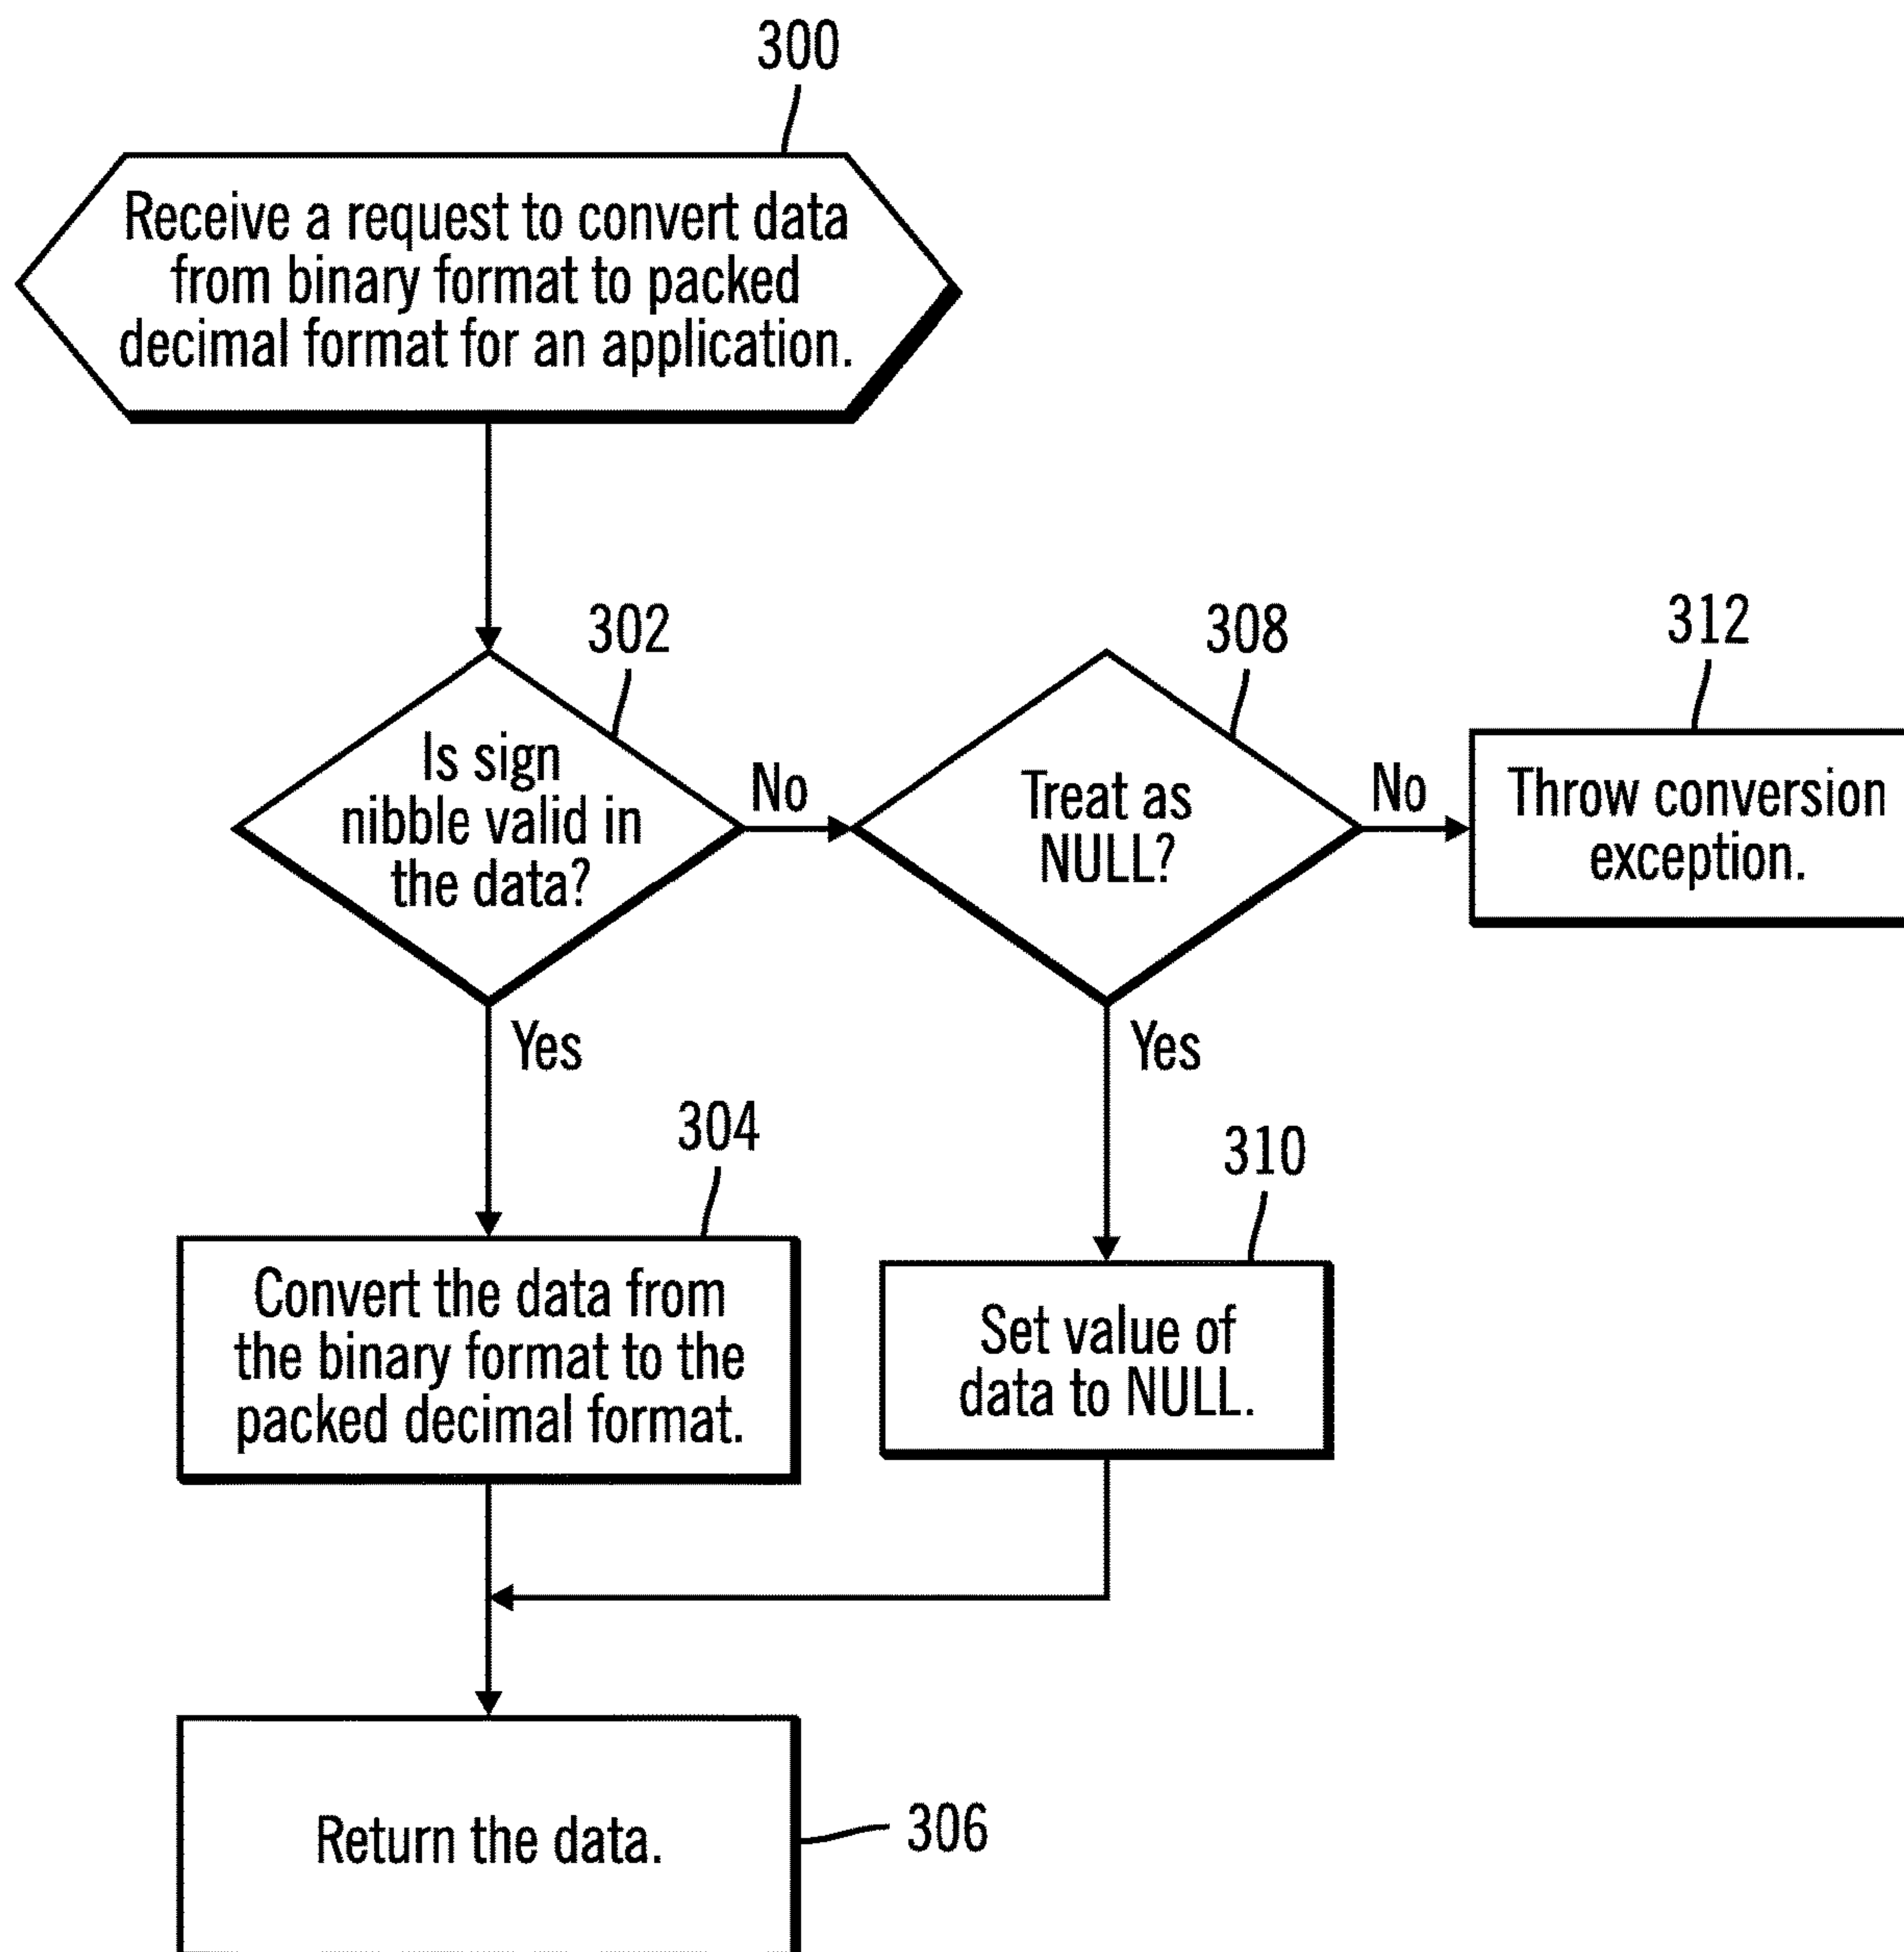 300
Receive a request to convert data
from binary format to packed
decimal format for an application.
302
Is sign
nibble valid in
the data?
No
308
Treat as
NULL?
No
312
Throw conversion
exception.
Yes
Yes
304
Convert the data from
the binary format to the
packed decimal format.
310
Set value of
data to NULL.
Return the data.
306